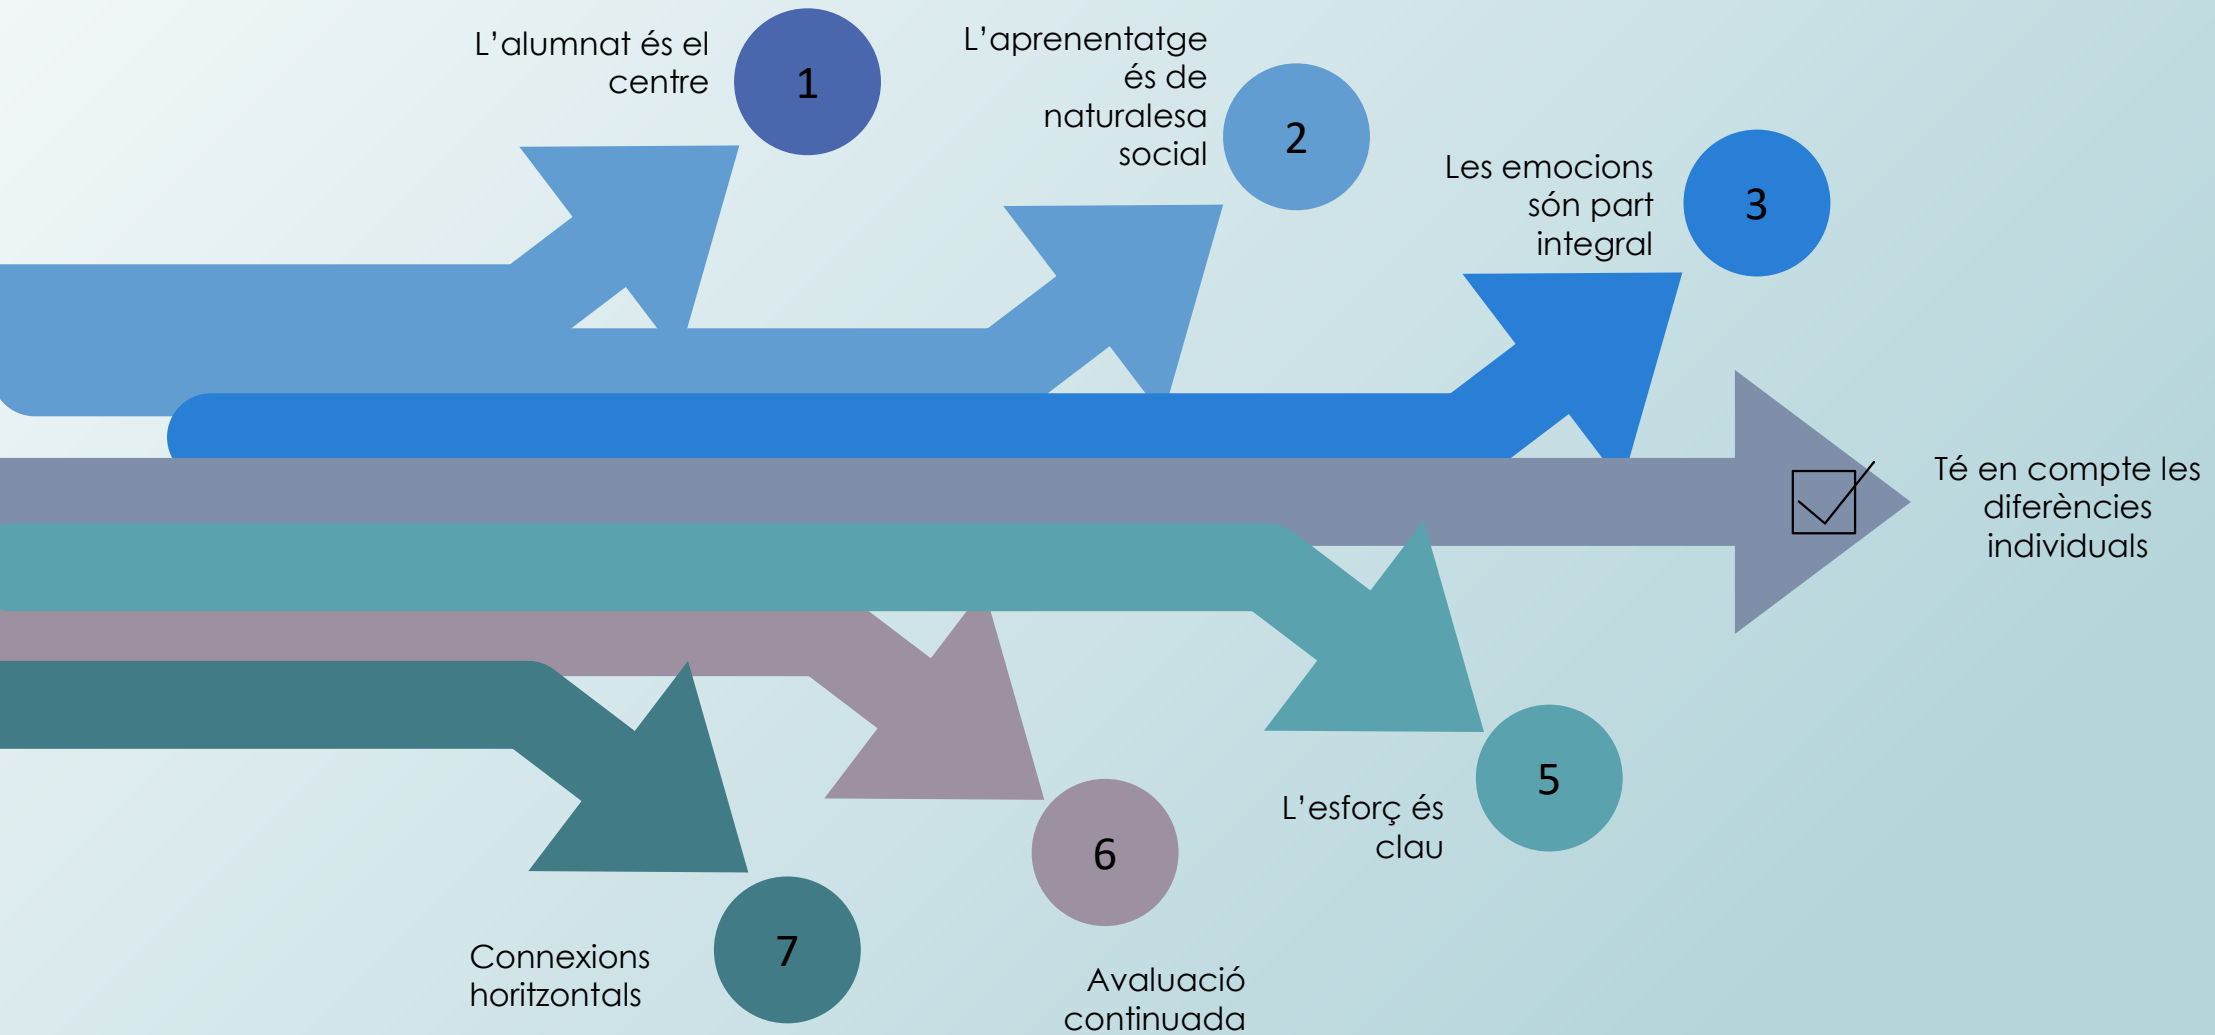 L'alumnat és el
centre
1
L'aprenentatge
és de
naturalesa
social
2
Les emocions
són part
integral
3
Té en compte les
diferències
individuals
L'esforç és
clau
5
6
Avaluació
continuada
Connexions
horitzontals
7